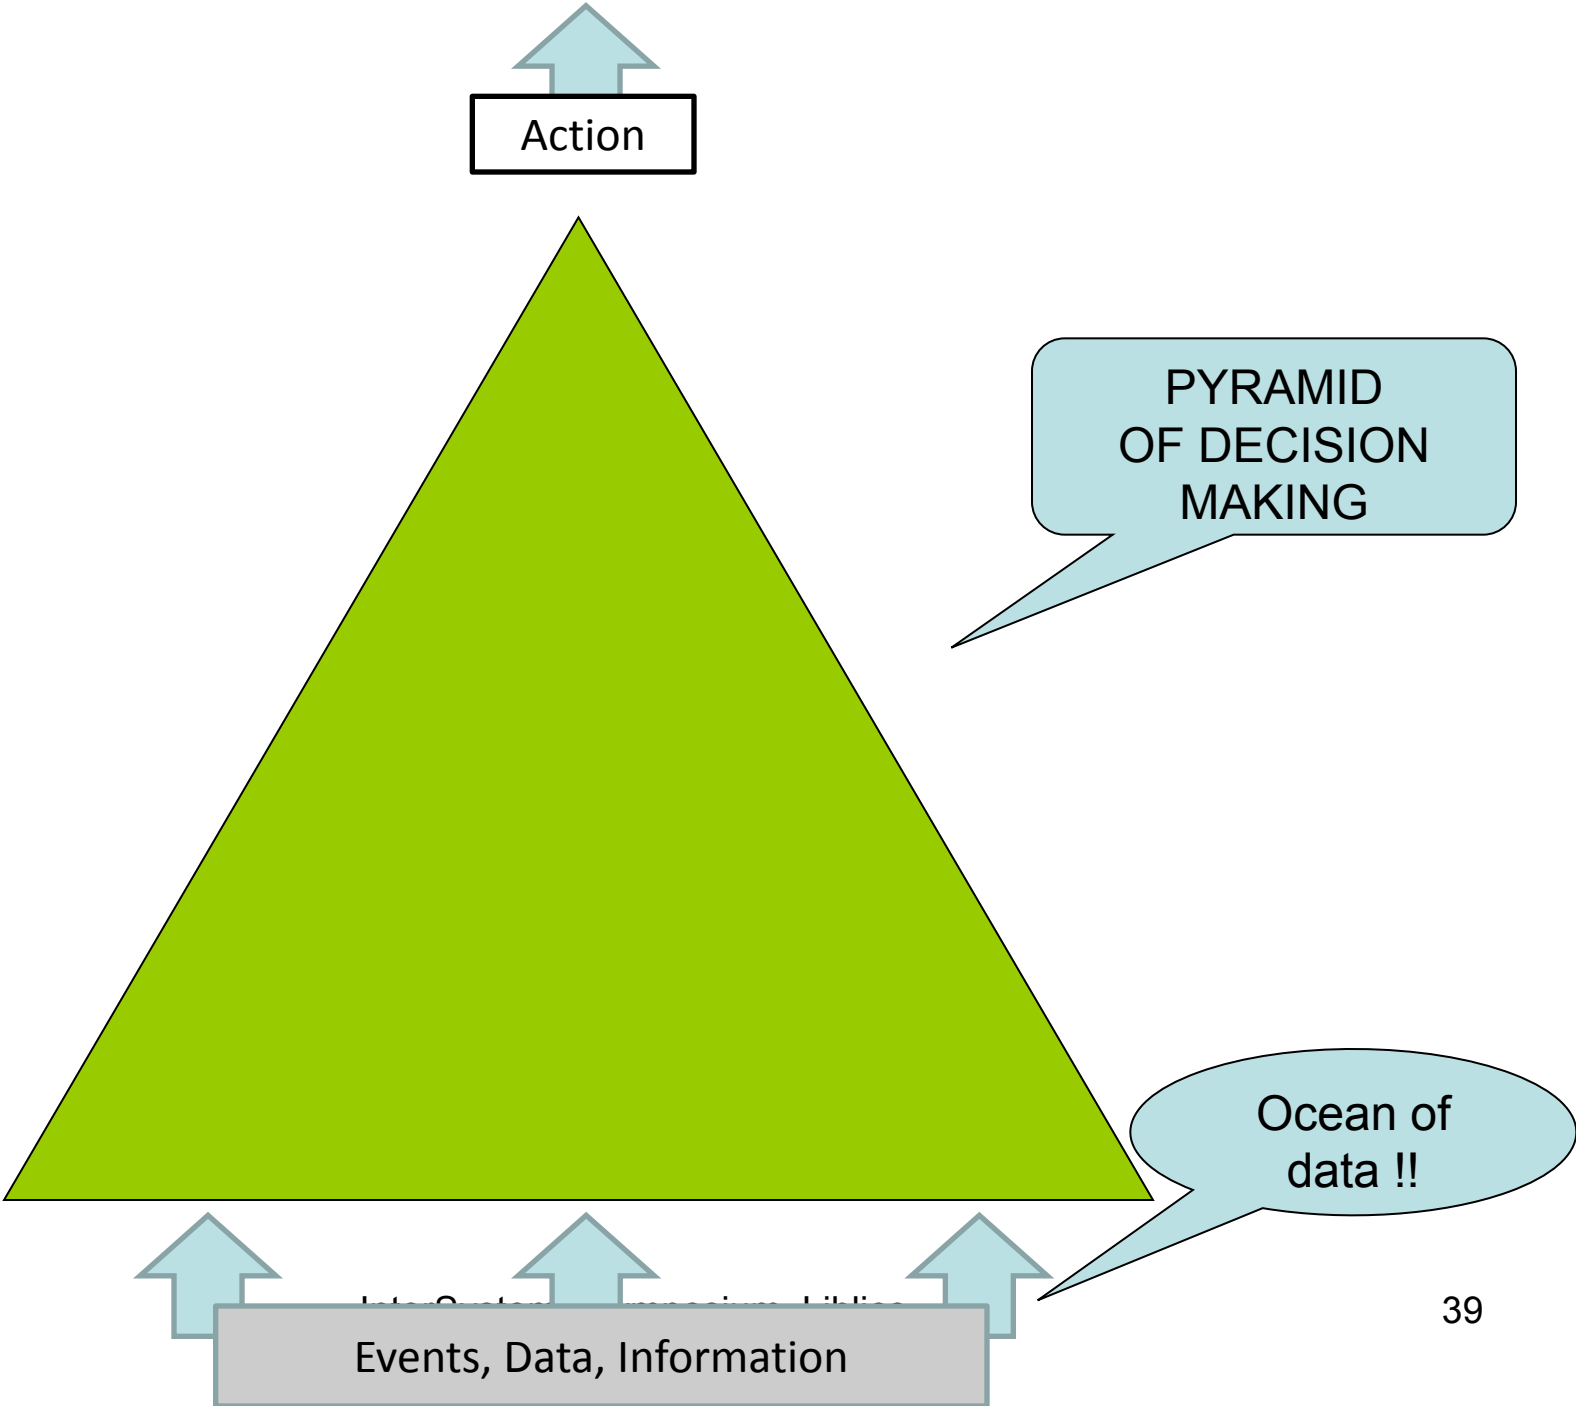 Action
PYRAMID
OF DECISION
MAKING
Ocean of
data !!
39
Events, Data, Information